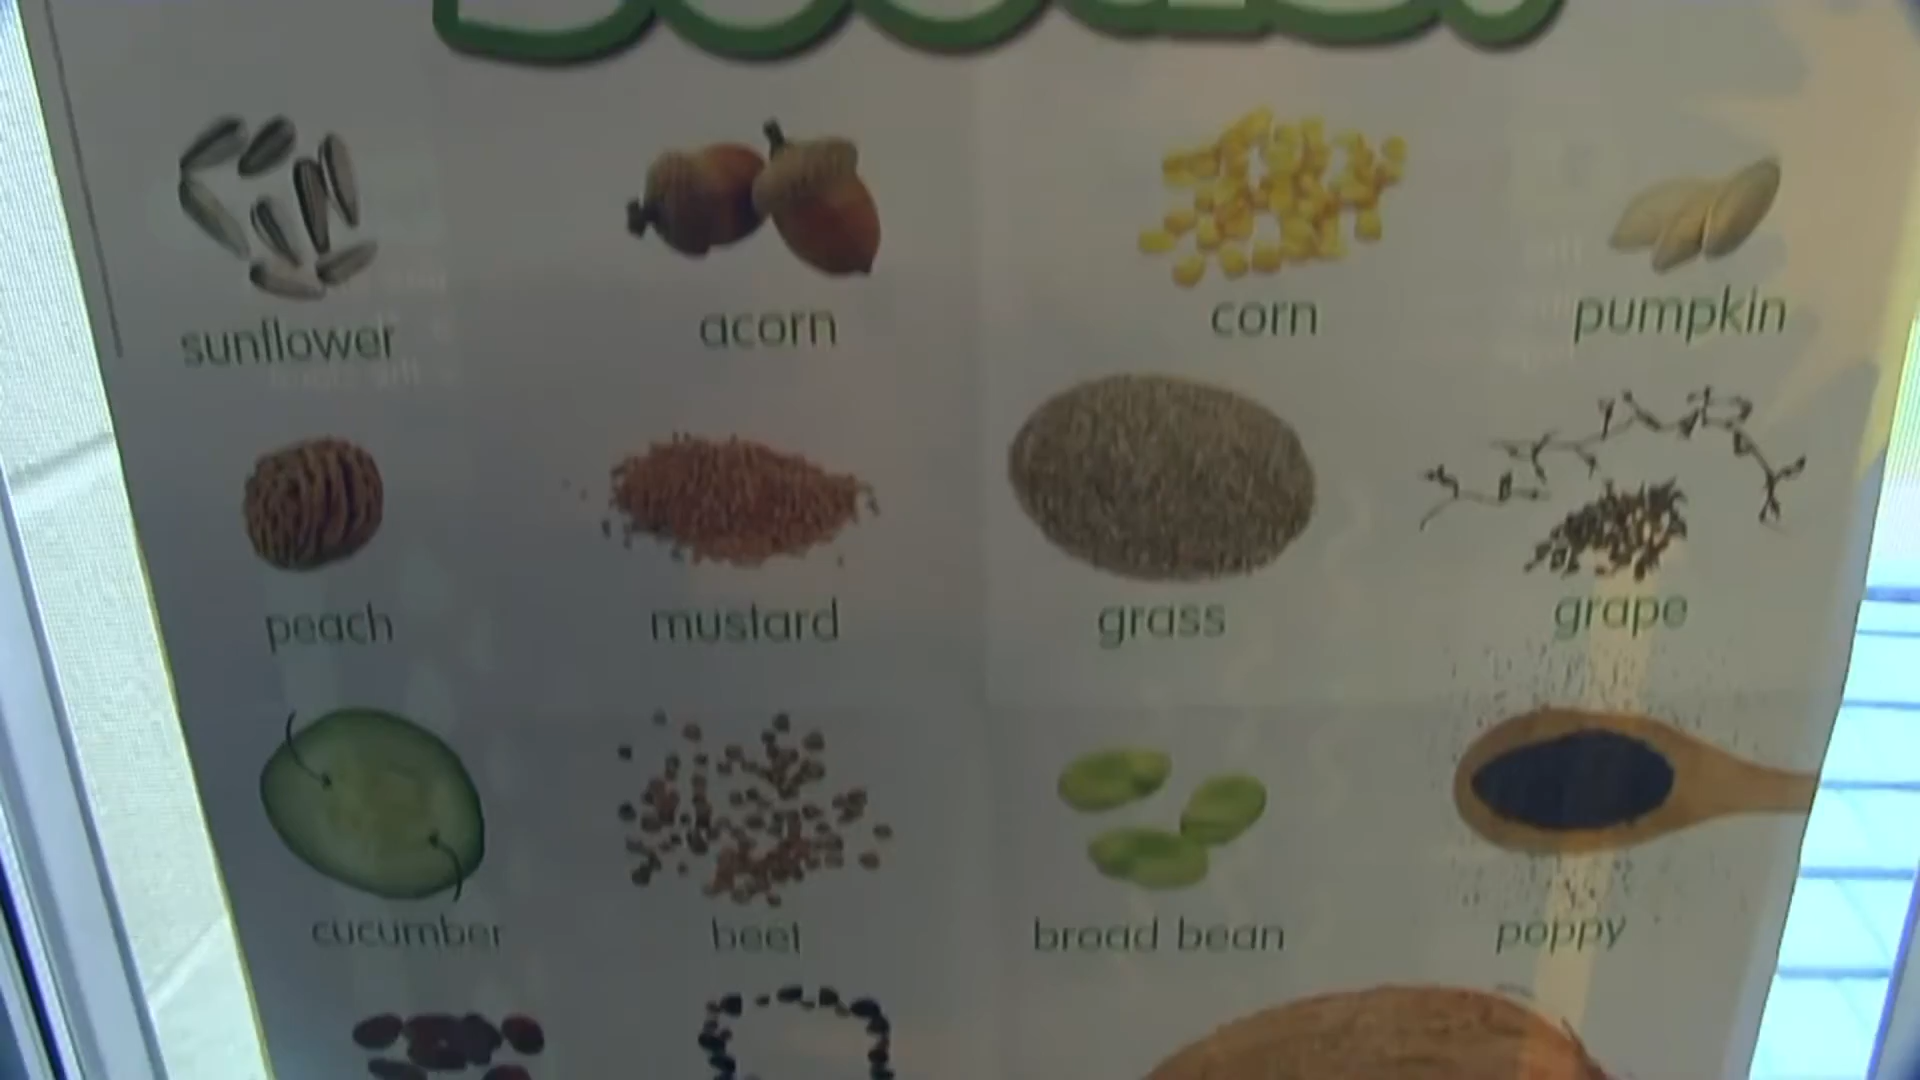 sunflower acorn corn pumpkin
peach mustard grass grape
cucumber beet broad bean poppy